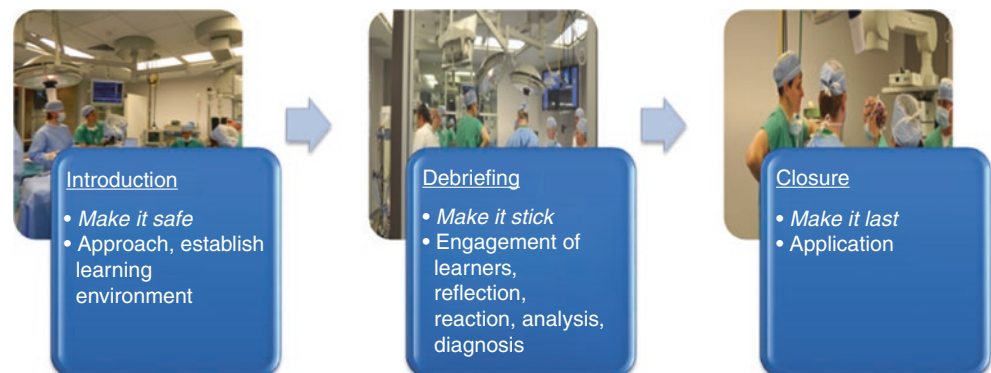 Introduction
• Make it safe
• Approach, establish
learning
environment
Debriefing
• Make it stick
• Engagement of
learners,
reflection,
reaction, analysis,
diagnosis
Closure
• Make it last
• Application